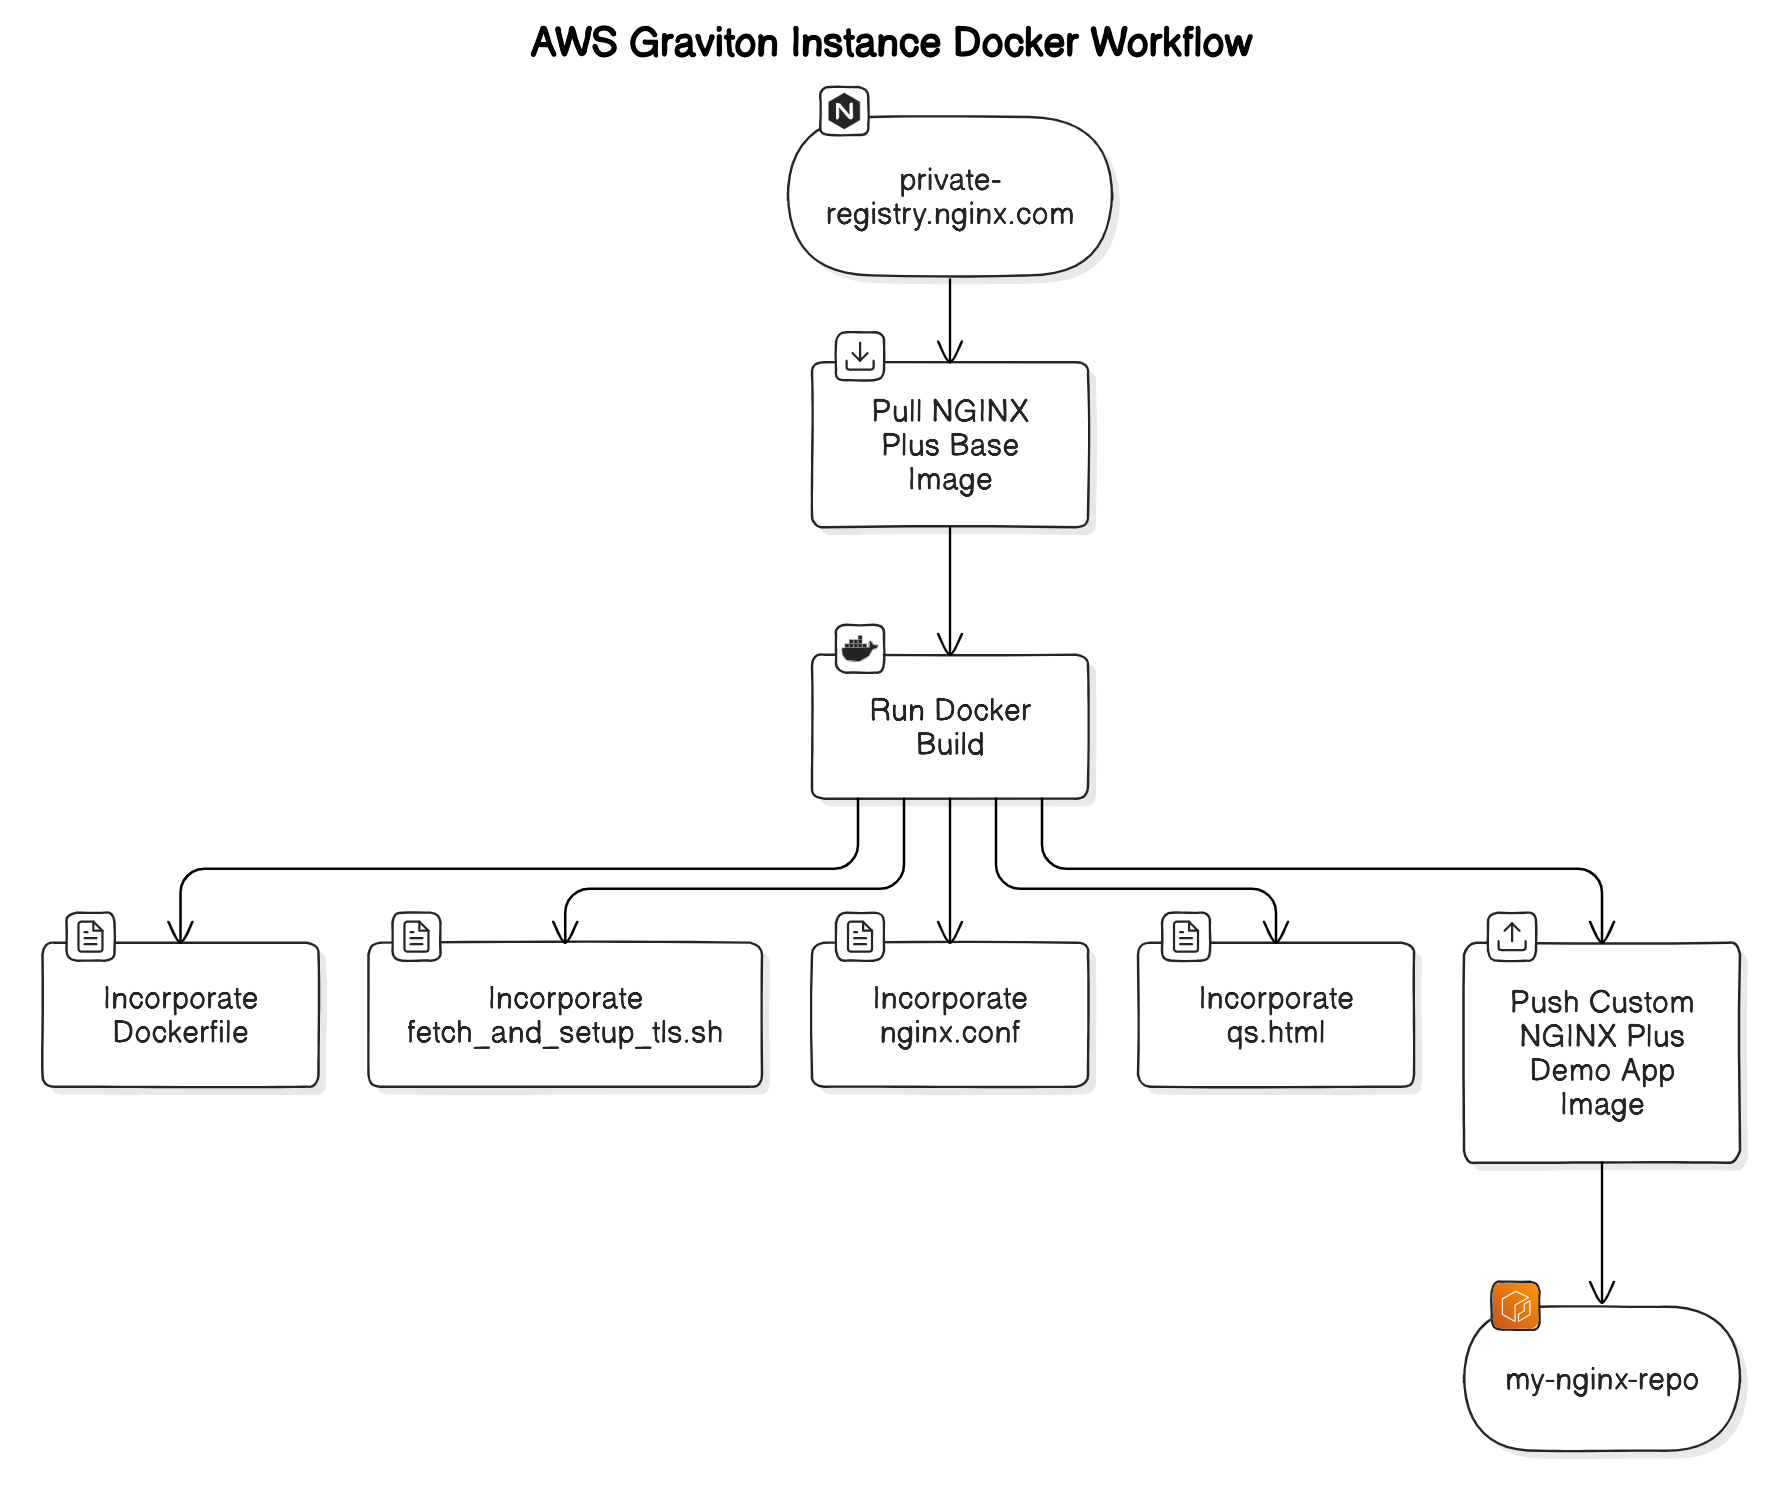 AWS Graviton Instance Docker Workflow
N
private-
registry.nginx.com
Pull NGINX
Plus Base
Image
Run Docker
Build
Incorporate
Dockerfile
Incorporate
fetch_and_setup_tls.sh
Incorporate
nginx.conf
Incorporate
qs.html
Push Custom
NGINX Plus
Demo App
Image
my-nginx-repo